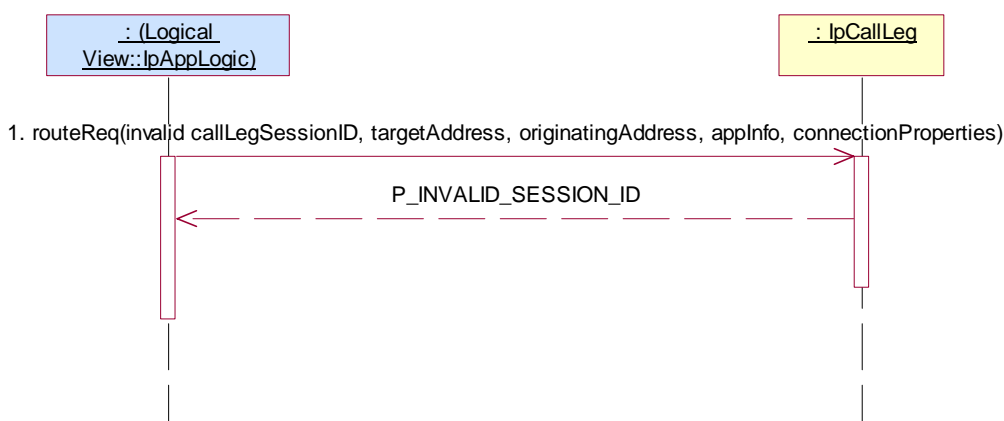 : (Logical
View::IpAppLogic)
: IpCallLeg
1. routeReq(invalid callLegSessionID, targetAddress, originatingAddress, appInfo, connectionProperties)
P_INVALID_SESSION_ID